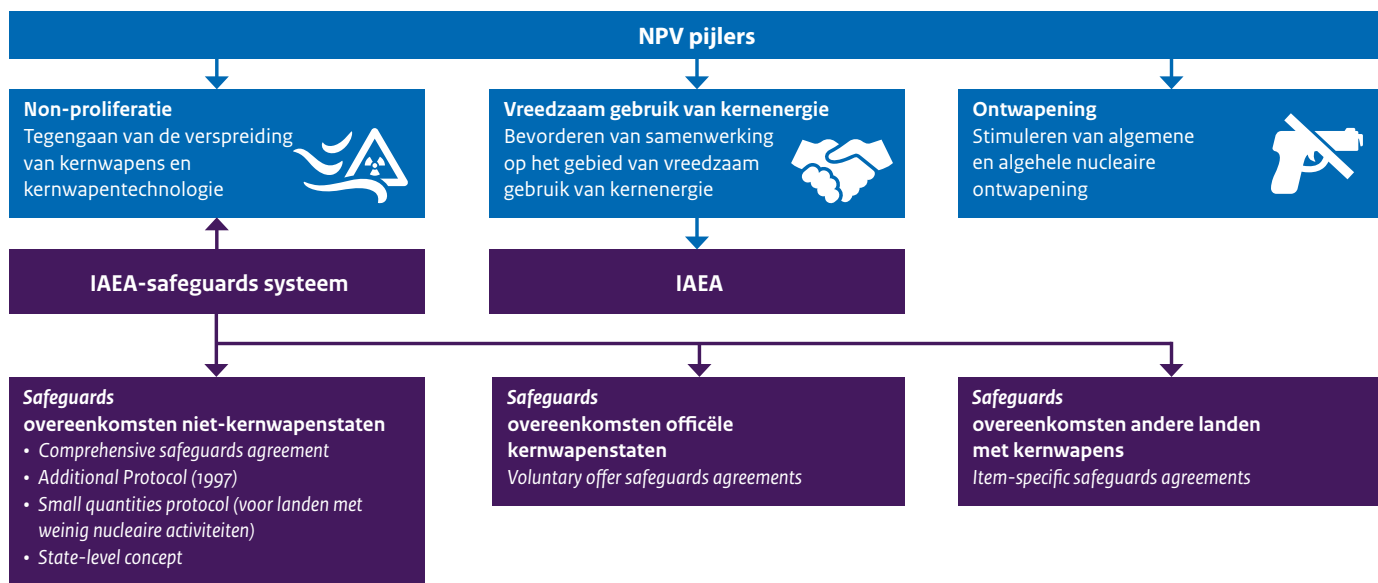 NPV pijlers
Non-proliferatie
Tegengaan van de verspreiding
van kernwapens en
kernwapentechnologie
Vreedzaam gebruik van kernenergie
Bevorderen van samenwerking
op het gebied van vreedzaam
gebruik van kernenergie
Ontwapening
Stimuleren van algemene
en algehele nucleaire
ontwapening
IAEA-safeguards systeem
IAEA
Safeguards
overeenkomsten niet-kernwapenstaten
• Comprehensive safeguards agreement
• Additional Protocol (1997)
• Small quantities protocol (voor landen met
weinig nucleaire activiteiten)
• State-level concept
Safeguards
overeenkomsten officële
kernwapenstaten
Voluntary offer safeguards agreements
Safeguards
overeenkomsten andere landen
met kernwapens
Item-specific safeguards agreements